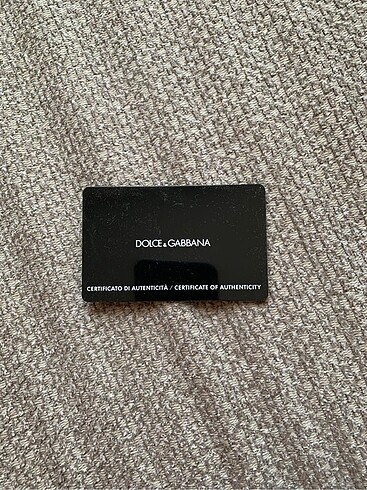 DOLCE & GABBANA
CERTIFICATO DI AUTENTICITÀ / CERTIFICATE OF AUTHENTICITY